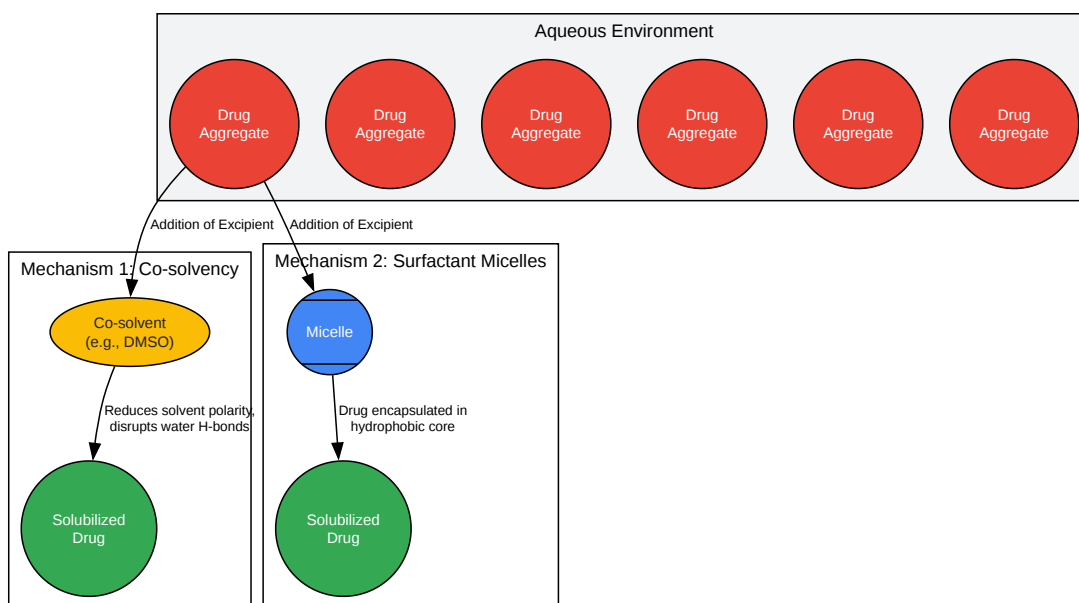 Aqueous Environment
Drug
Aggregate
Drug
Aggregate
Drug
Aggregate
Drug
Aggregate
Drug
Aggregate
Drug
Aggregate
Addition of Excipient
Addition of Excipient
Mechanism 1: Co-solvency
Co-solvent
(e.g., DMSO)
Reduces solvent polarity,
disrupts water H-bonds
Solubilized
Drug
Mechanism 2: Surfactant Micelles
Micelle
Drug encapsulated in
hydrophobic core
Solubilized
Drug